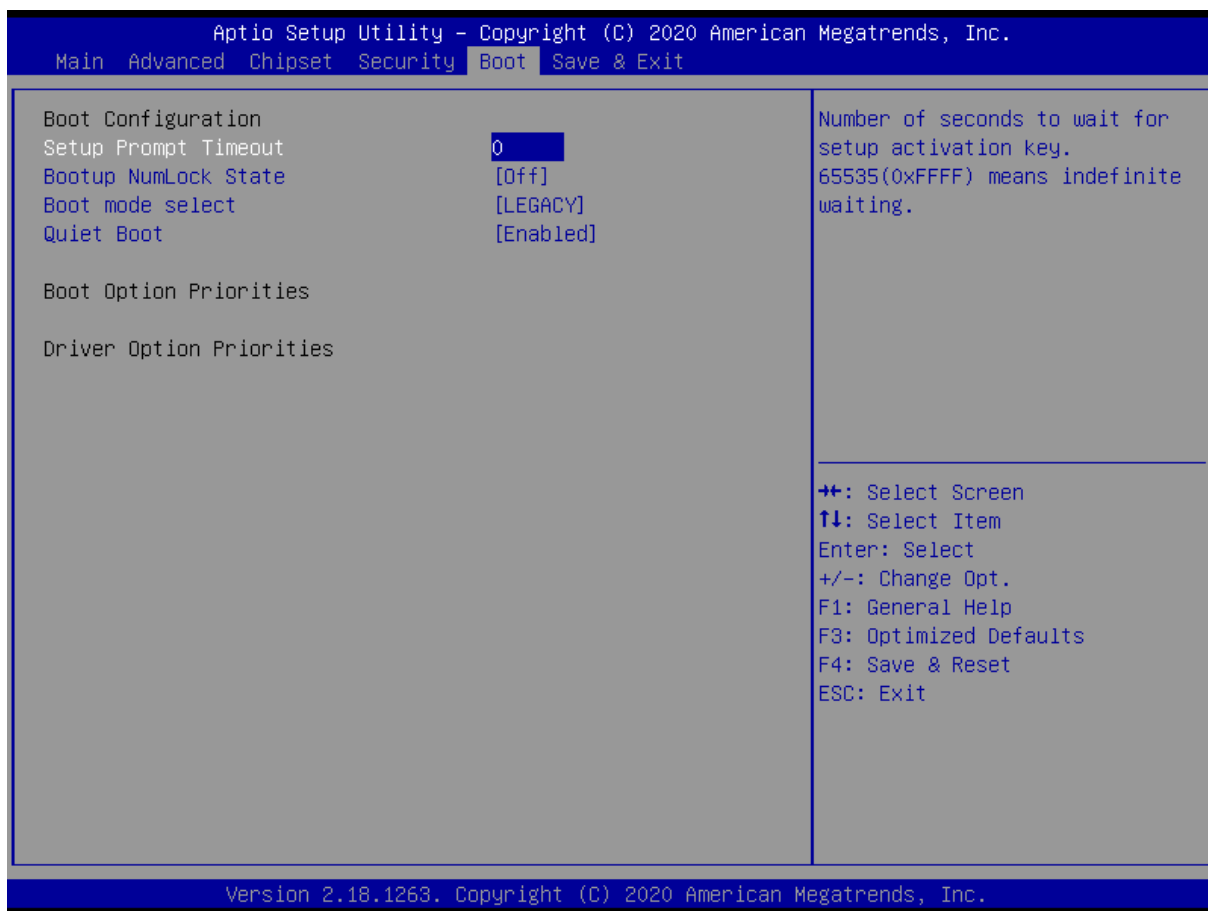 Aptio Setup Utility – Copyright (C) 2020 American Megatrends, Inc.
Main Advanced Chipset Security Boot Save & Exit
Boot Configuration
Setup Prompt Timeout 0
Bootup NumLock State [Off]
Boot mode select [LEGACY]
Quiet Boot [Enabled]
Boot Option Priorities
Driver Option Priorities
Number of seconds to wait for
setup activation key.
65535(0xFFFF) means indefinite
waiting.
→←: Select Screen
↑↓: Select Item
Enter: Select
+/-: Change Opt.
F1: General Help
F3: Optimized Defaults
F4: Save & Reset
ESC: Exit
Version 2.18.1263. Copyright (C) 2020 American Megatrends, Inc.